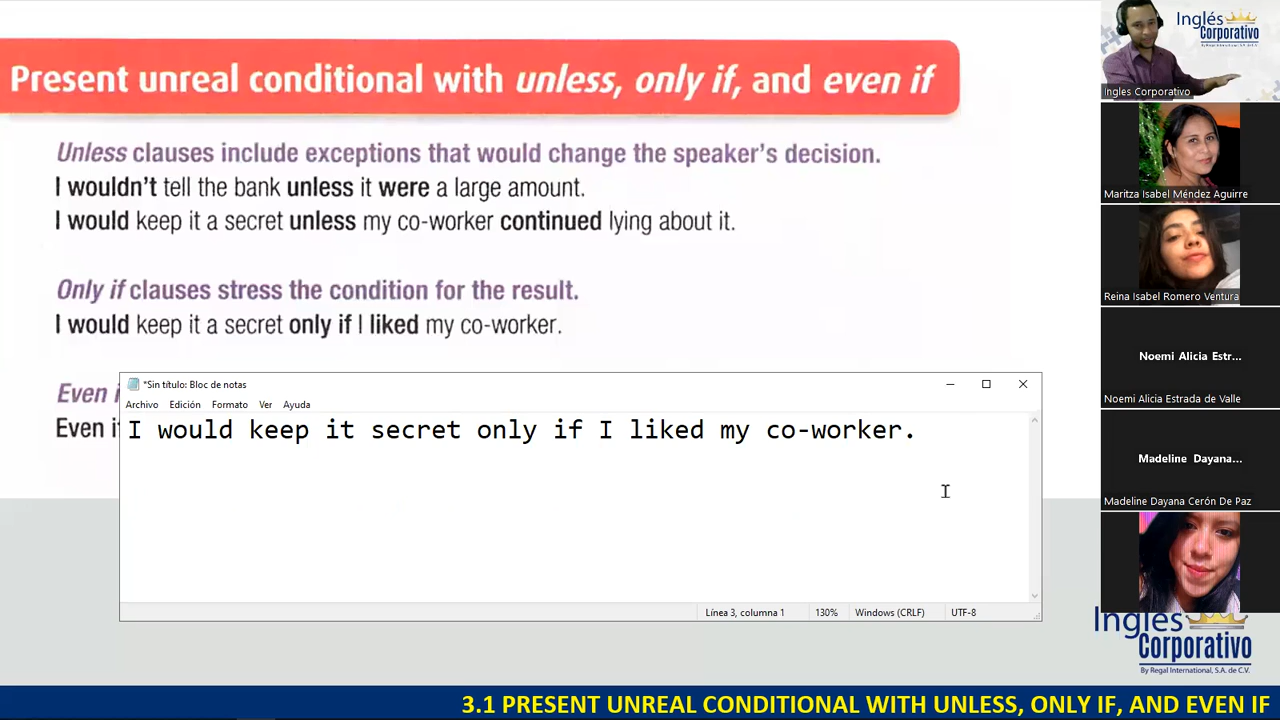 Present unreal conditional with unless, only if, and even if
Unless clauses include exceptions that would change the speaker's decision.
I wouldn't tell the bank unless it were a large amount.
I would keep it a secret unless my co-worker continued lying about it.
Only if clauses stress the condition for the result.
I would keep it a secret only if I liked my co-worker.
Even i
Even if
*Sin título: Bloc de notas
Archivo Edición Formato Ver Ayuda
I would keep it secret only if I liked my co-worker.
Línea 3, columna 1 130% Windows (CRLF) UTF-8
Inglés
Corporativo
By Regal International, S.A. de C.V.
Ingles Corporativo
Maritza Isabel Méndez Aguirre
Reina Isabel Romero Ventura
Noemi Alicia Estr...
Noemi Alicia Estrada de Valle
Madeline Dayana...
Madeline Dayana Cerón De Paz
Inglés
Corporativo
By Regal International, S.A. de C.V.
3.1 PRESENT UNREAL CONDITIONAL WITH UNLESS, ONLY IF, AND EVEN IF